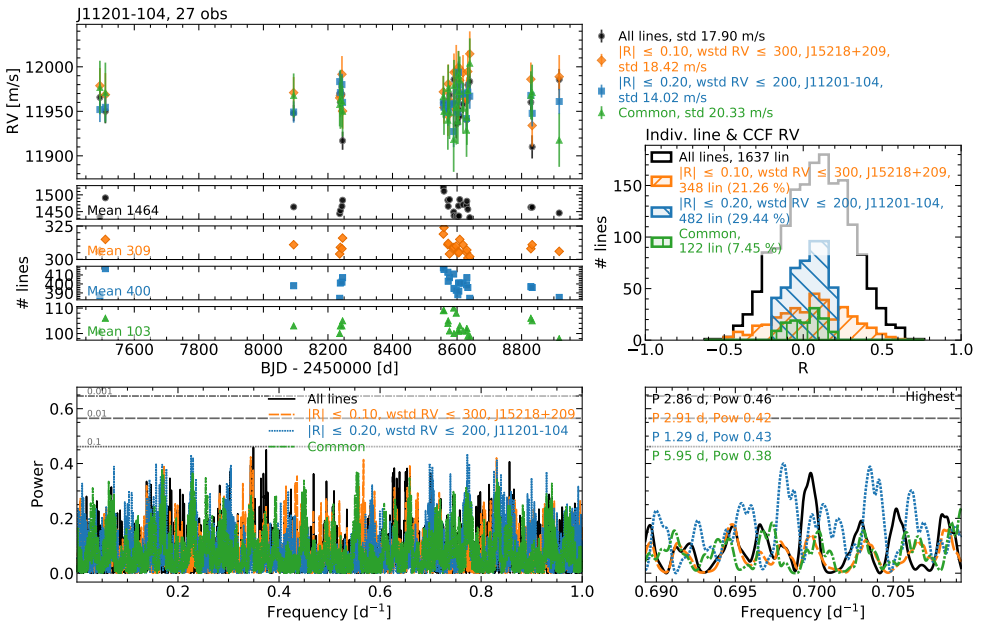 J11201-104, 27 obs
12000
11950
11900
RV [m/s]
All lines, std 17.90 m/s
|R| ≤ 0.10, wstd RV ≤ 300, J15218+209,
std 18.42 m/s
|R| ≤ 0.20, wstd RV ≤ 200, J11201-104,
std 14.02 m/s
Common, std 20.33 m/s
1500
1450
Mean 1464
325
300
Mean 309
410
400
390
Mean 400
110
100
Mean 103
# lines
7600
7800
8000
8200
8400
8600
8800
BJD - 2450000 [d]
Indiv. line & CCF RV
All lines, 1637 lin
|R| ≤ 0.10, wstd RV ≤ 300, J15218+209,
348 lin (21.26 %)
|R| ≤ 0.20, wstd RV ≤ 200, J11201-104,
482 lin (29.44 %)
Common,
122 lin (7.45 %)
150
100
50
0
# lines
−1.0
−0.5
0.0
0.5
1.0
R
0.001
0.01
0.1
All lines
|R| ≤ 0.10, wstd RV ≤ 300, J15218+209
|R| ≤ 0.20, wstd RV ≤ 200, J11201-104
Common
0.6
0.4
0.2
0.0
Power
0.2
0.4
0.6
0.8
1.0
Frequency [d⁻¹]
Highest
P 2.86 d, Pow 0.46
P 2.91 d, Pow 0.42
P 1.29 d, Pow 0.43
P 5.95 d, Pow 0.38
0.690
0.695
0.700
0.705
Frequency [d⁻¹]